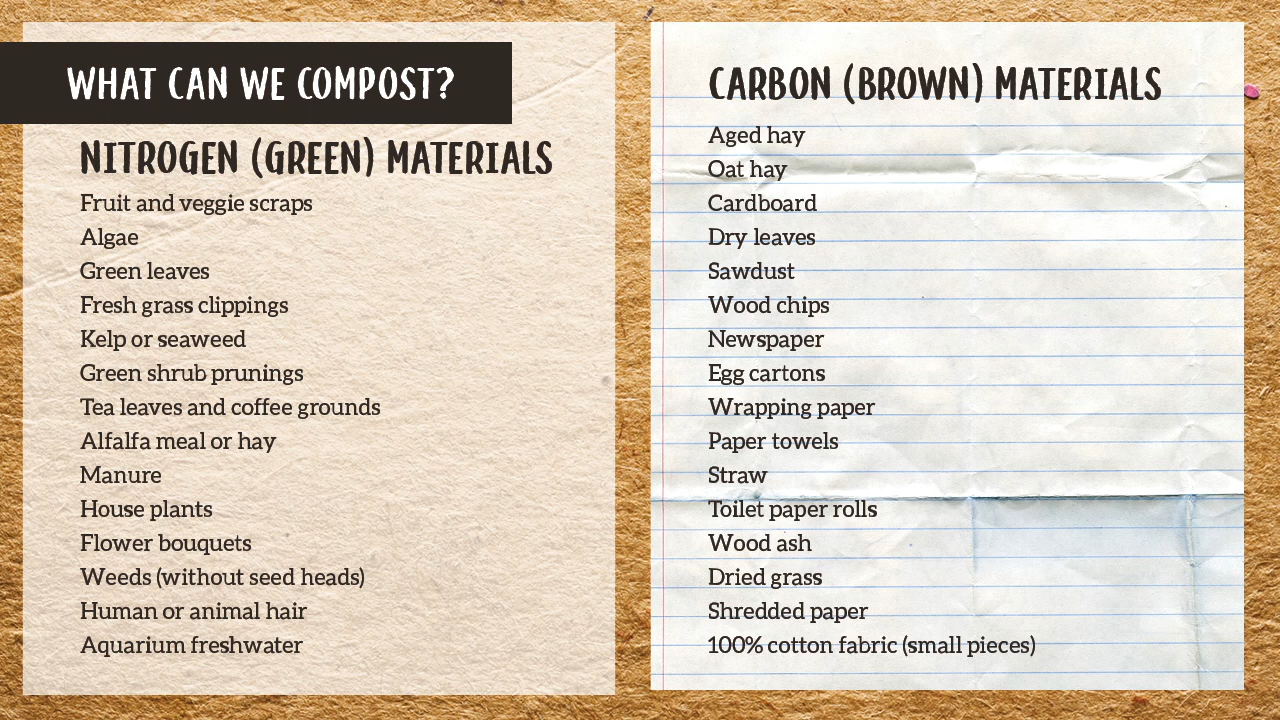 WHAT CAN WE COMPOST?
NITROGEN (GREEN) MATERIALS
Fruit and veggie scraps
Algae
Green leaves
Fresh grass clippings
Kelp or seaweed
Green shrub prunings
Tea leaves and coffee grounds
Alfalfa meal or hay
Manure
House plants
Flower bouquets
Weeds (without seed heads)
Human or animal hair
Aquarium freshwater
CARBON (BROWN) MATERIALS
Aged hay
Oat hay
Cardboard
Dry leaves
Sawdust
Wood chips
Newspaper
Egg cartons
Wrapping paper
Paper towels
Straw
Toilet paper rolls
Wood ash
Dried grass
Shredded paper
100% cotton fabric (small pieces)